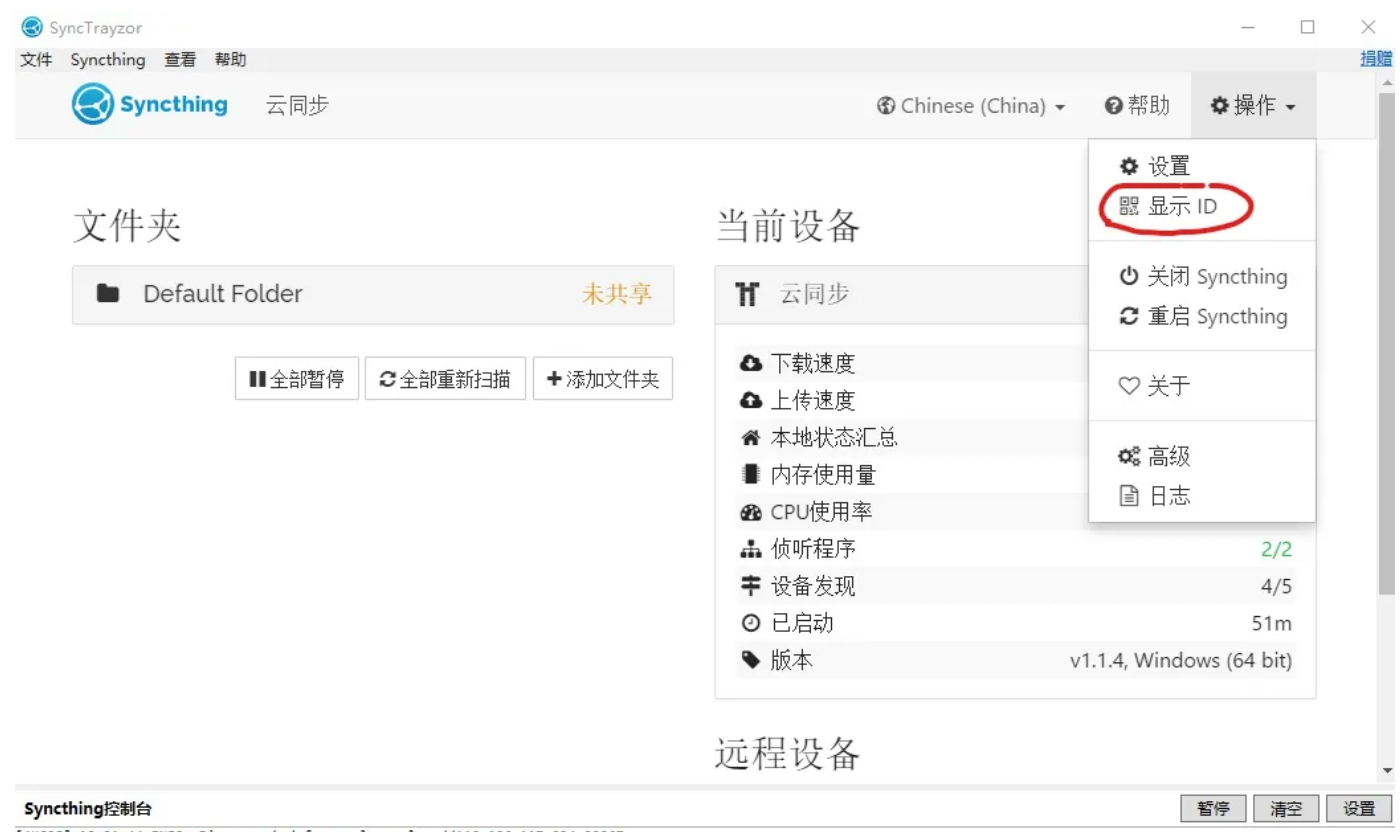 SyncTrayzor
文件 Syncthing 查看 帮助 捐赠
Syncthing 云同步 Chinese (China) 帮助 操作
设置
显示 ID
关闭 Syncthing
重启 Syncthing
关于
高级
日志
文件夹
Default Folder 未共享
全部暂停 全部重新扫描 添加文件夹
当前设备
云同步
下载速度
上传速度
本地状态汇总
内存使用量
CPU使用率
侦听程序 2/2
设备发现 4/5
已启动 51m
版本 v1.1.4, Windows (64 bit)
远程设备
Syncthing控制台 暂停 清空 设置